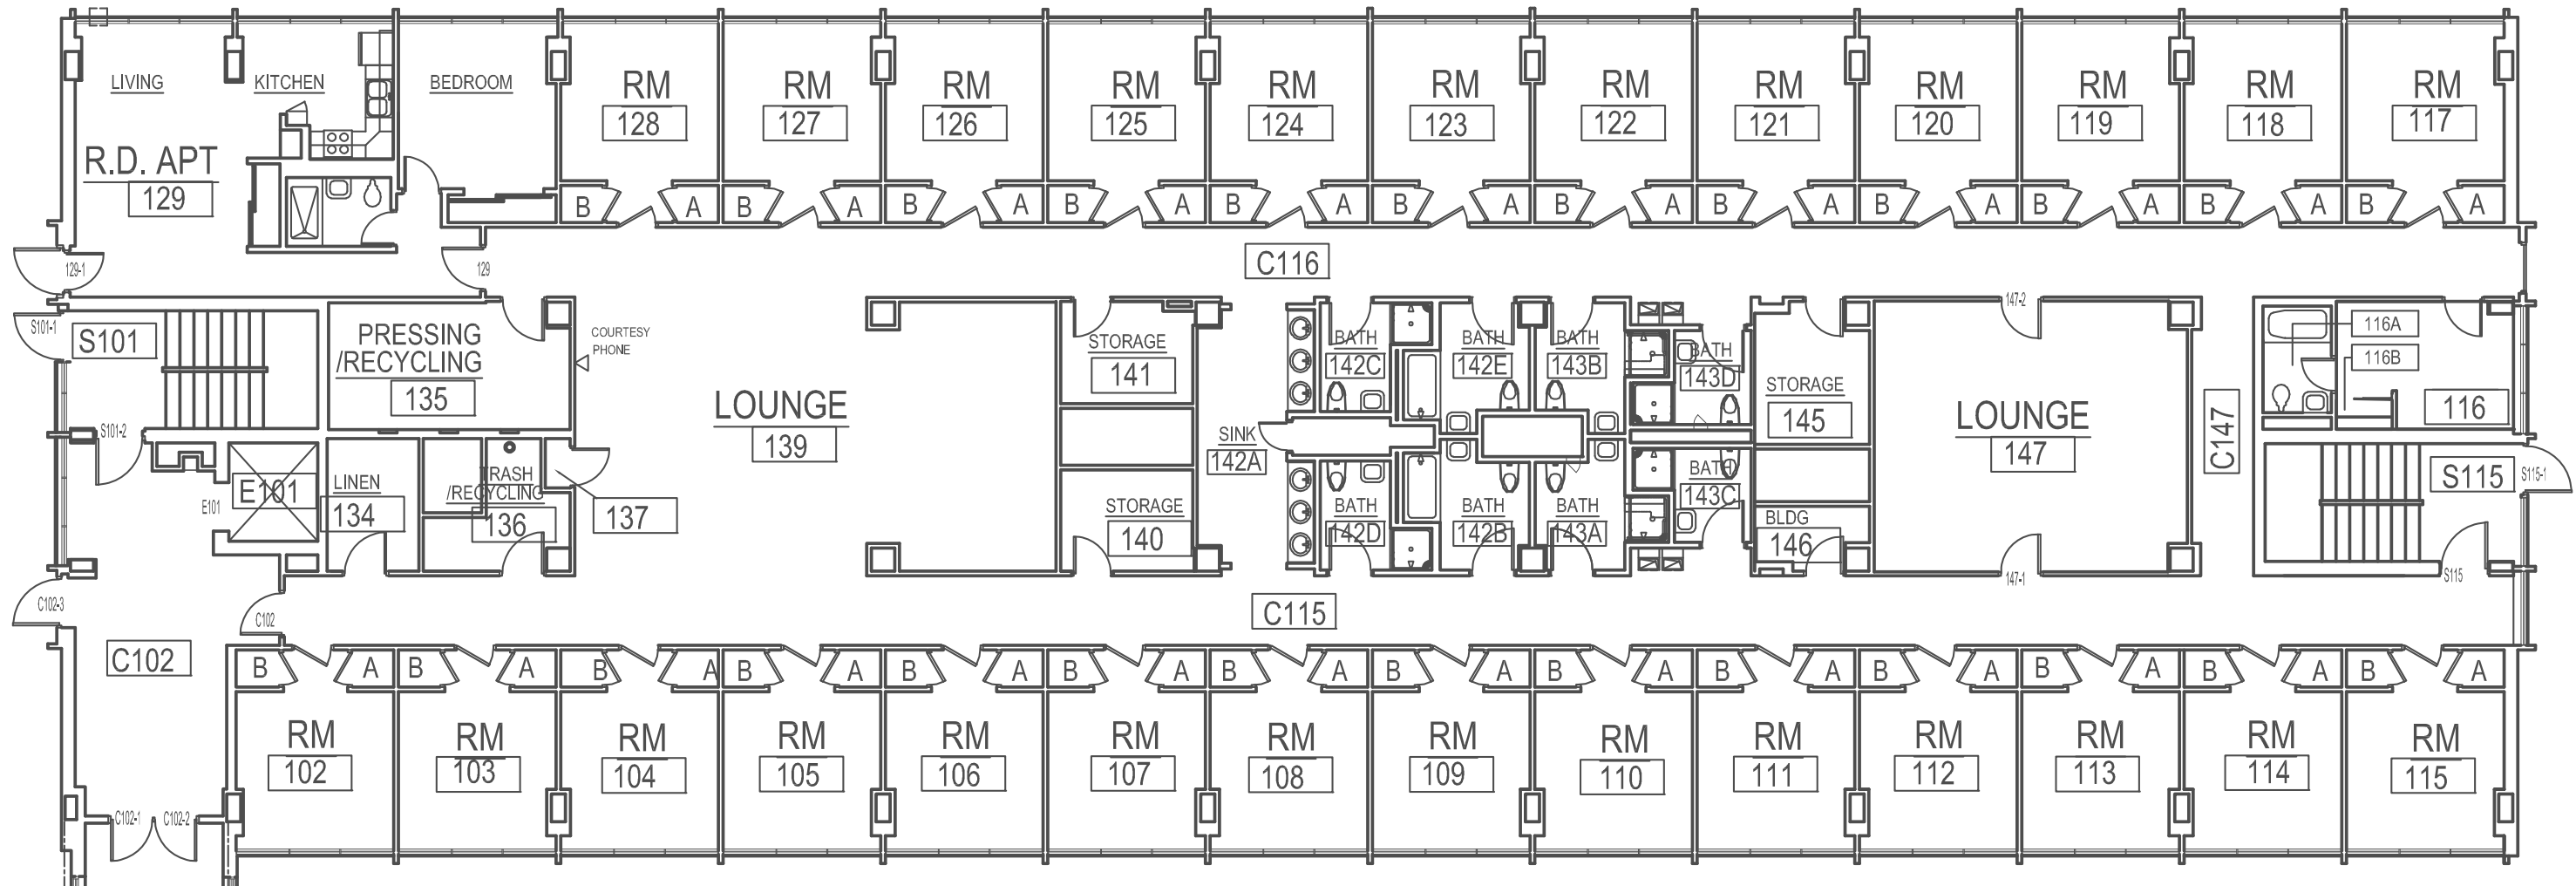 LIVING
KITCHEN
BEDROOM
R.D. APT
129
RM
128
RM
127
RM
126
RM
125
RM
124
RM
123
RM
122
RM
121
RM
120
RM
119
RM
118
RM
117
B A B A B A B A B A B A B A B A B A B A B A B A
129-1
129
C116
S101-1
S101
PRESSING
/RECYCLING
135
COURTESY
PHONE
LOUNGE
139
STORAGE
141
BATH
142C
BATH
142E
BATH
143B
BATH
143D
STORAGE
145
147-2
LOUNGE
147
C147
116A
116B
116
S101-2
E101
E101
LINEN
134
TRASH
/RECYCLING
136
137
STORAGE
140
SINK
142A
BATH
142D
BATH
142B
BATH
143A
BATH
143C
BLDG
146
147-1
S115
S115-1
S115
C102-3
C102
C115
C102
B A B A B A B A B A B A B A B A B A B A B A B A B A B A
RM
102
RM
103
RM
104
RM
105
RM
106
RM
107
RM
108
RM
109
RM
110
RM
111
RM
112
RM
113
RM
114
RM
115
C102-1
C102-2